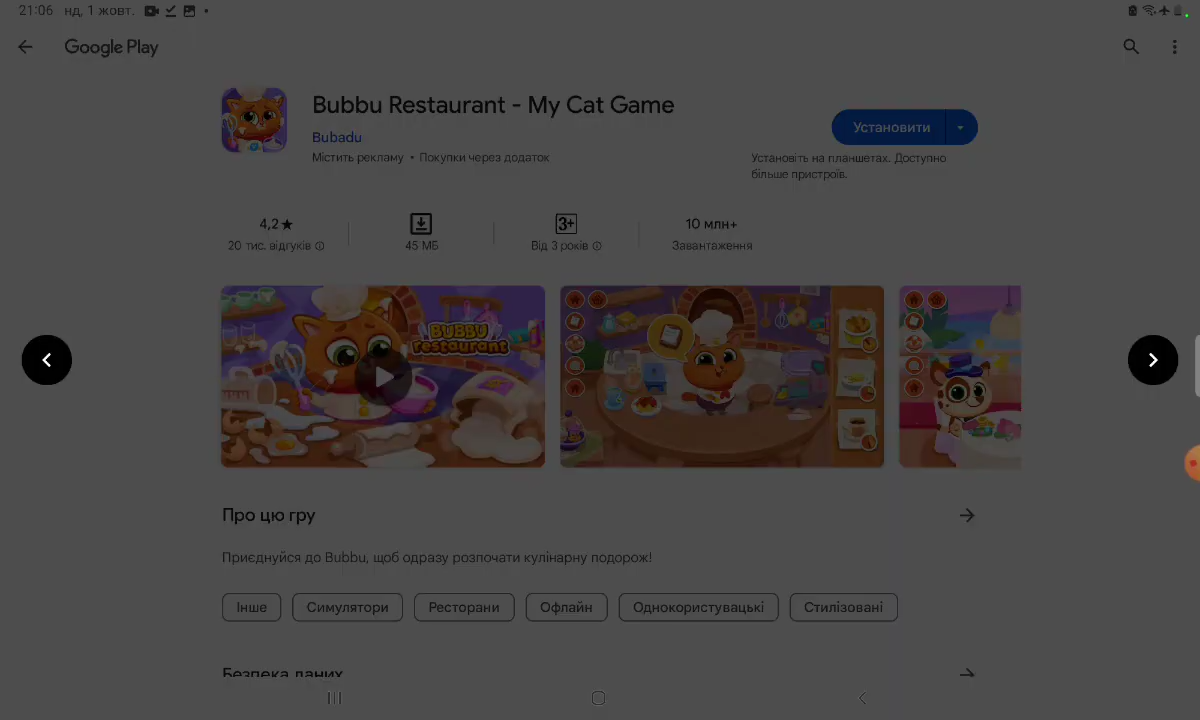 21:06 нд, 1 жовт.
Google Play
Bubbu Restaurant - My Cat Game
Bubadu
Містить рекламу • Покупки через додаток
Установити
Установіть на планшетах. Доступно
більше пристроїв.
4,2★
20 тис. відгуків
45 МБ
3+
Від 3 років
10 млн+
Завантаження
BUBBU
restaurant
Про цю гру
Приєднуйся до Bubbu, щоб одразу розпочати кулінарну подорож!
Інше Симулятори Ресторани Офлайн Однокористувацькі Стилізовані
Безпека даних